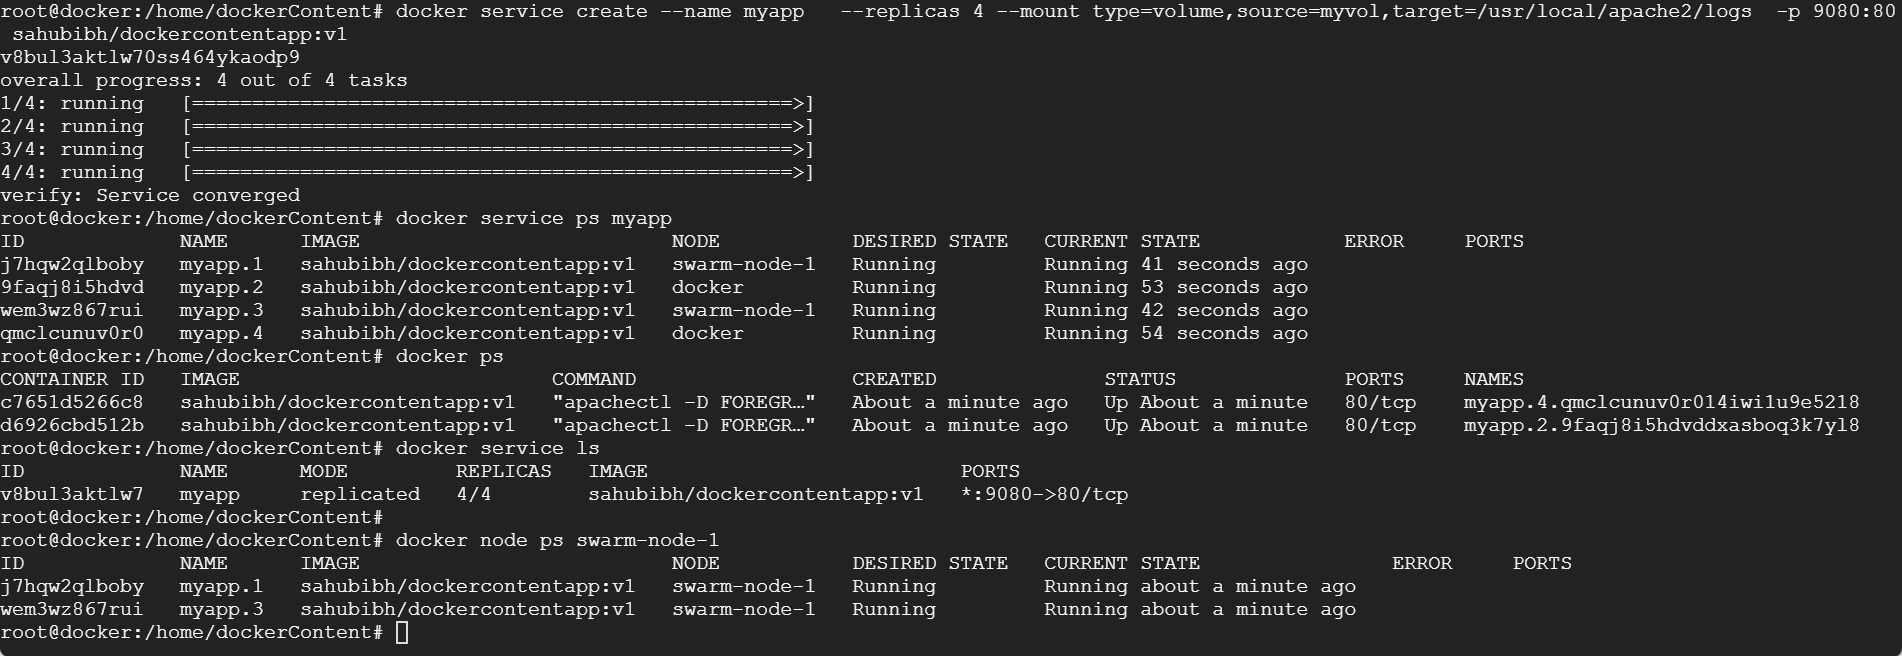 root@docker:/home/dockerContent# docker service create --name myapp   --replicas 4 --mount type=volume,source=myvol,target=/usr/local/apache2/logs  -p 9080:80
 sahubibh/dockercontentapp:v1
v8bul3aktlw70ss464ykaodp9
overall progress: 4 out of 4 tasks
1/4: running   [==================================================>]
2/4: running   [==================================================>]
3/4: running   [==================================================>]
4/4: running   [==================================================>]
verify: Service converged
root@docker:/home/dockerContent# docker service ps myapp
ID             NAME      IMAGE                          NODE           DESIRED STATE   CURRENT STATE            ERROR     PORTS
j7hqw2qlboby   myapp.1   sahubibh/dockercontentapp:v1   swarm-node-1   Running         Running 41 seconds ago
9faqj8i5hdvd   myapp.2   sahubibh/dockercontentapp:v1   docker         Running         Running 53 seconds ago
wem3wz867rui   myapp.3   sahubibh/dockercontentapp:v1   swarm-node-1   Running         Running 42 seconds ago
qmclcunuv0r0   myapp.4   sahubibh/dockercontentapp:v1   docker         Running         Running 54 seconds ago
root@docker:/home/dockerContent# docker ps
CONTAINER ID   IMAGE                          COMMAND                  CREATED              STATUS              PORTS     NAMES
c7651d5266c8   sahubibh/dockercontentapp:v1   "apachectl -D FOREGR…"   About a minute ago   Up About a minute   80/tcp    myapp.4.qmclcunuv0r014iwi1u9e5218
d6926cbd512b   sahubibh/dockercontentapp:v1   "apachectl -D FOREGR…"   About a minute ago   Up About a minute   80/tcp    myapp.2.9faqj8i5hdvddxasboq3k7yl8
root@docker:/home/dockerContent# docker service ls
ID             NAME      MODE         REPLICAS   IMAGE                          PORTS
v8bul3aktlw7   myapp     replicated   4/4        sahubibh/dockercontentapp:v1   *:9080->80/tcp
root@docker:/home/dockerContent#
root@docker:/home/dockerContent# docker node ps swarm-node-1
ID             NAME      IMAGE                          NODE           DESIRED STATE   CURRENT STATE                ERROR     PORTS
j7hqw2qlboby   myapp.1   sahubibh/dockercontentapp:v1   swarm-node-1   Running         Running about a minute ago
wem3wz867rui   myapp.3   sahubibh/dockercontentapp:v1   swarm-node-1   Running         Running about a minute ago
root@docker:/home/dockerContent#